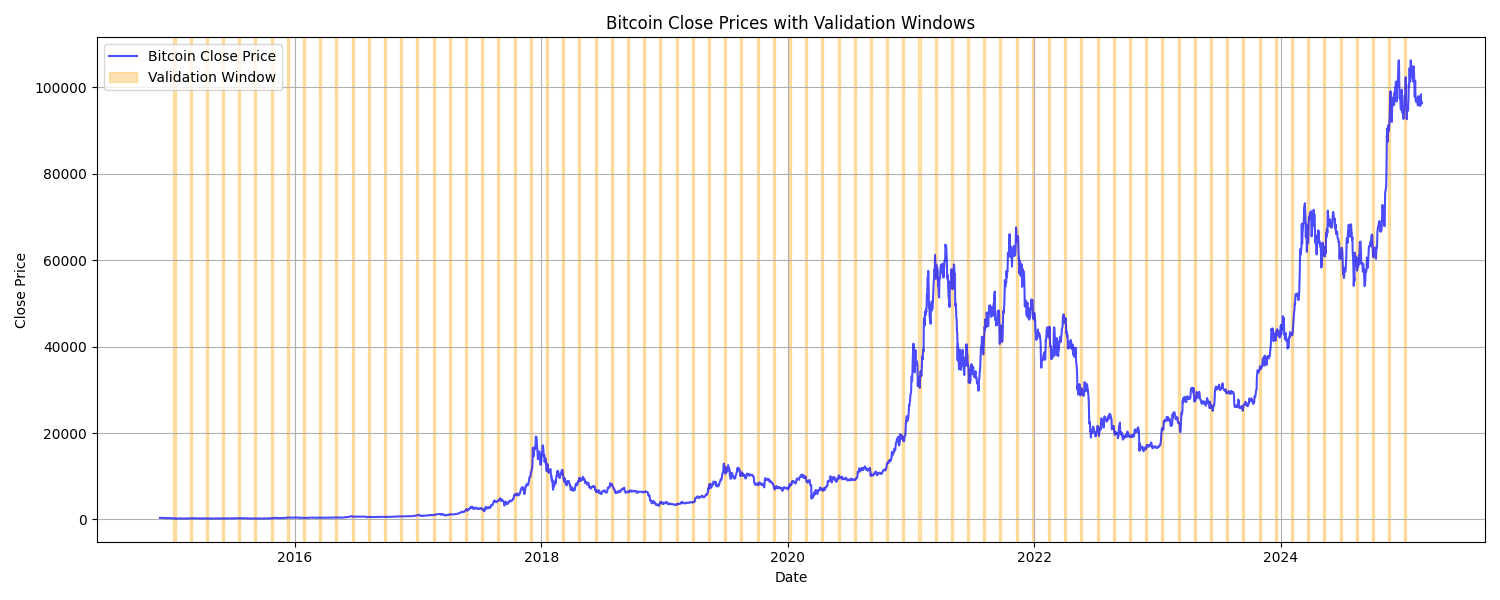 Bitcoin Close Prices with Validation Windows
Bitcoin Close Price
Validation Window
100000
80000
60000
40000
20000
0
Close Price
2016
2018
2020
2022
2024
Date